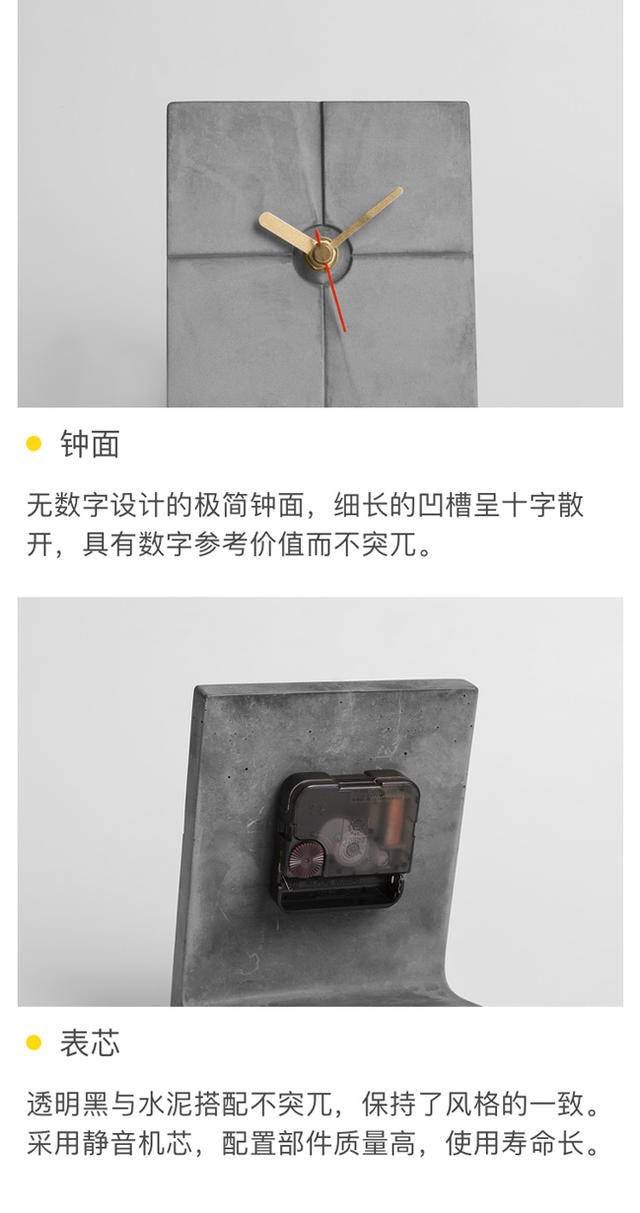 钟面
无数字设计的极简钟面，细长的凹槽呈十字散
开，具有数字参考价值而不突兀。
表芯
透明黑与水泥搭配不突兀，保持了风格的一致。
采用静音机芯，配置部件质量高，使用寿命长。